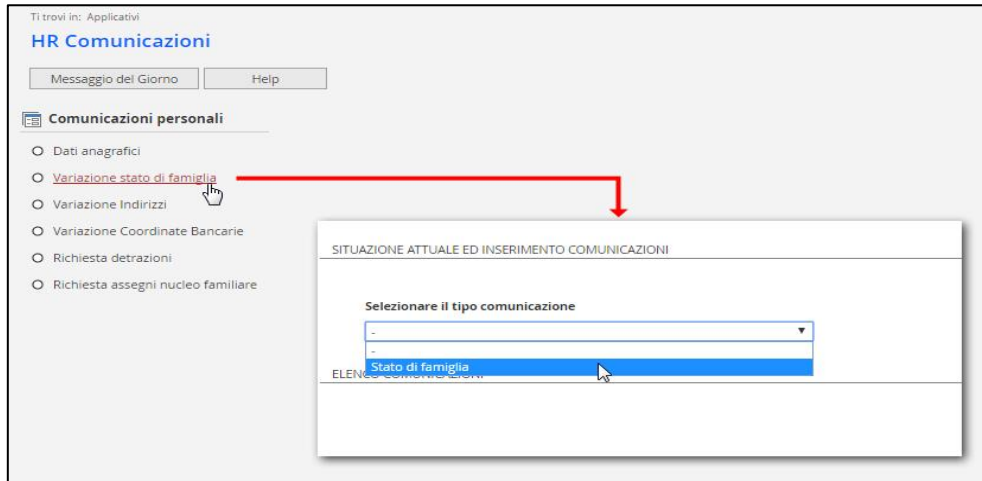 Ti trovi in: Applicativi
HR Comunicazioni
Messaggio del Giorno
Help
Comunicazioni personali
Dati anagrafici
Variazione stato di famiglia
Variazione Indirizzi
Variazione Coordinate Bancarie
Richiesta detrazioni
Richiesta assegni nucleo familiare
SITUAZIONE ATTUALE ED INSERIMENTO COMUNICAZIONI
Selezionare il tipo comunicazione
-
-
Stato di famiglia
ELENCO COMUNICAZIONI